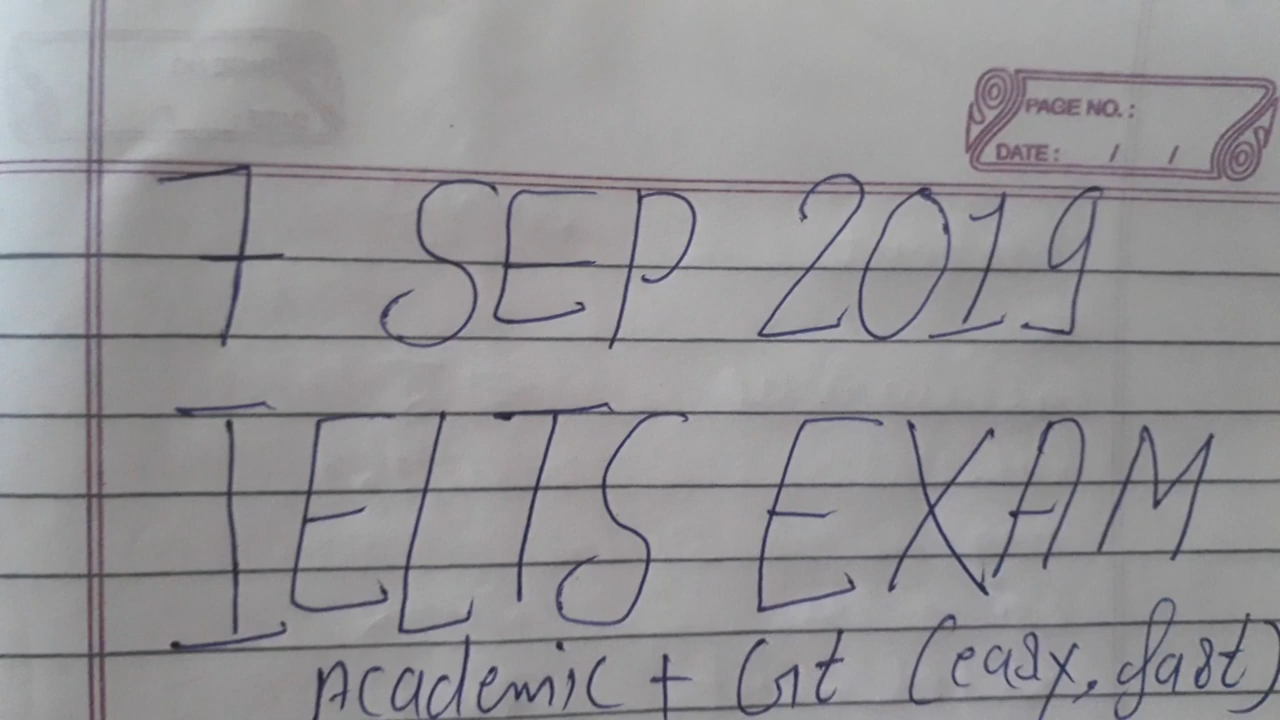 PAGE NO. :
DATE : / /
7 SEP 2019
IELTS EXAM
Academic + Gt (easy, fast)